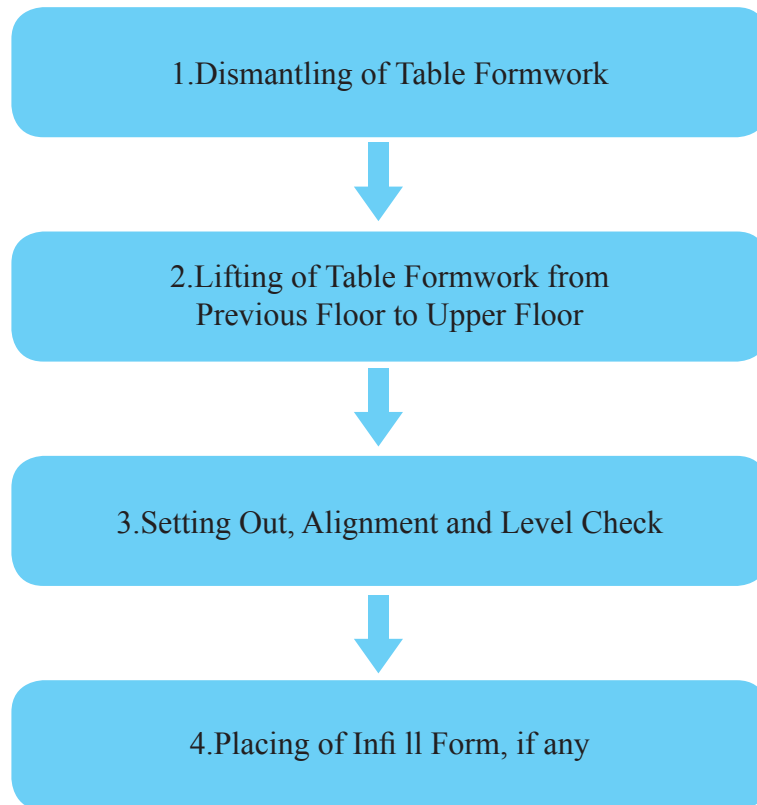 1.Dismantling of Table Formwork
2.Lifting of Table Formwork from
Previous Floor to Upper Floor
3.Setting Out, Alignment and Level Check
4.Placing of Infi ll Form, if any